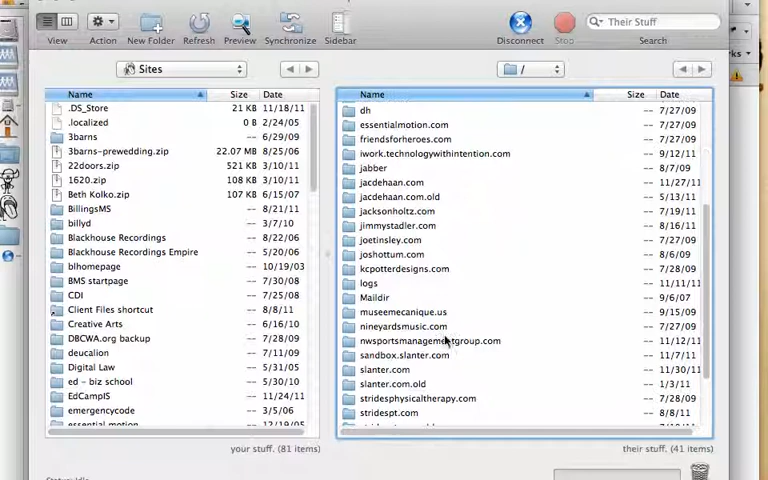 View
Action
New Folder
Refresh
Preview
Synchronize
Sidebar
Disconnect
Stop
Their Stuff
Search
Sites
/
Name Size Date
.DS_Store 21 KB 11/18/11
.localized 0 B 2/24/05
3barns -- 6/29/09
3barns-prewedding.zip 22.07 MB 8/25/06
22doors.zip 521 KB 3/10/11
1620.zip 108 KB 3/10/11
Beth Kolko.zip 107 KB 6/15/07
BillingsMS -- 8/21/11
billyd -- 3/7/10
Blackhouse Recordings -- 8/22/06
Blackhouse Recordings Empire -- 5/20/06
blhomepage -- 10/19/03
BMS startpage -- 7/30/08
CDI -- 7/25/08
Client Files shortcut -- 8/8/11
Creative Arts -- 6/16/10
DBCWA.org backup -- 7/28/09
deucalion -- 7/11/09
Digital Law -- 5/31/05
ed - biz school -- 5/30/10
EdCampIS -- 11/24/11
emergencycode -- 3/5/06
essential motion -- 12/19/05
your stuff. (81 items)
Name Size Date
dh -- 7/27/09
essentialmotion.com -- 7/27/09
friendsforheroes.com -- 7/27/09
iwork.technologywithintention.com -- 9/12/11
jabber -- 8/7/09
jacdehaan.com -- 11/27/11
jacdehaan.com.old -- 5/13/11
jacksonholtz.com -- 7/19/11
jimmystadler.com -- 8/16/11
joetinsley.com -- 7/27/09
joshottum.com -- 8/6/09
kcpotterdesigns.com -- 7/28/09
logs -- 11/11/11
Maildir -- 9/6/07
museemecanique.us -- 9/15/09
nineyardsmusic.com -- 7/27/09
nwsportsmanagementgroup.com -- 11/12/11
sandbox.slanter.com -- 11/7/11
slanter.com -- 11/30/11
slanter.com.old -- 1/3/11
stridesphysicaltherapy.com -- 7/28/09
stridespt.com -- 8/8/11
their stuff. (41 items)